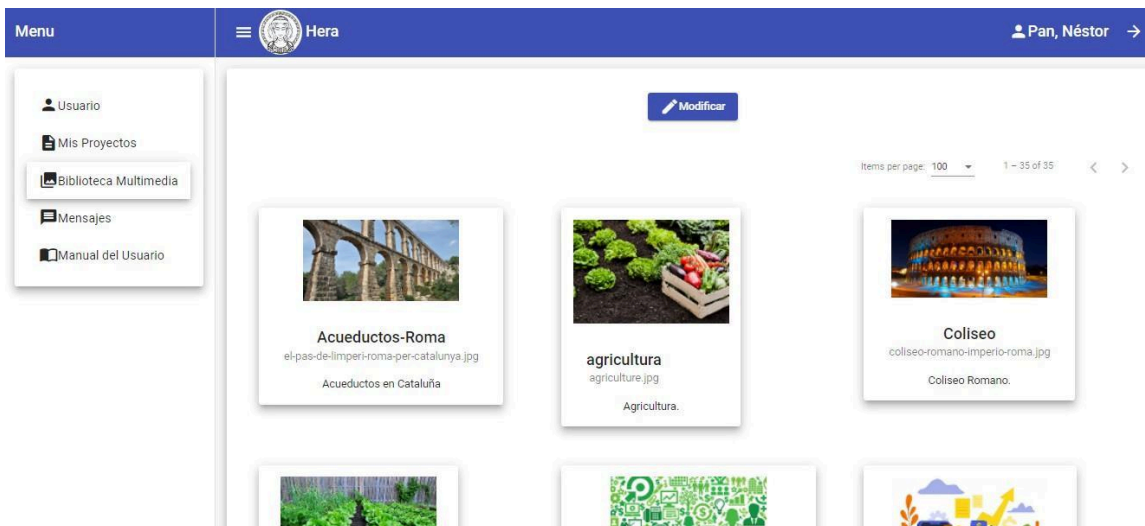 Menu
Hera
Pan, Néstor
Usuario
Mis Proyectos
Biblioteca Multimedia
Mensajes
Manual del Usuario
Modificar
Items per page: 100 1 – 35 of 35
Acueductos-Roma
el-pas-de-limperi-roma-per-catalunya.jpg
Acueductos en Cataluña
agricultura
agriculture.jpg
Agricultura.
Coliseo
coliseo-romano-imperio-roma.jpg
Coliseo Romano.